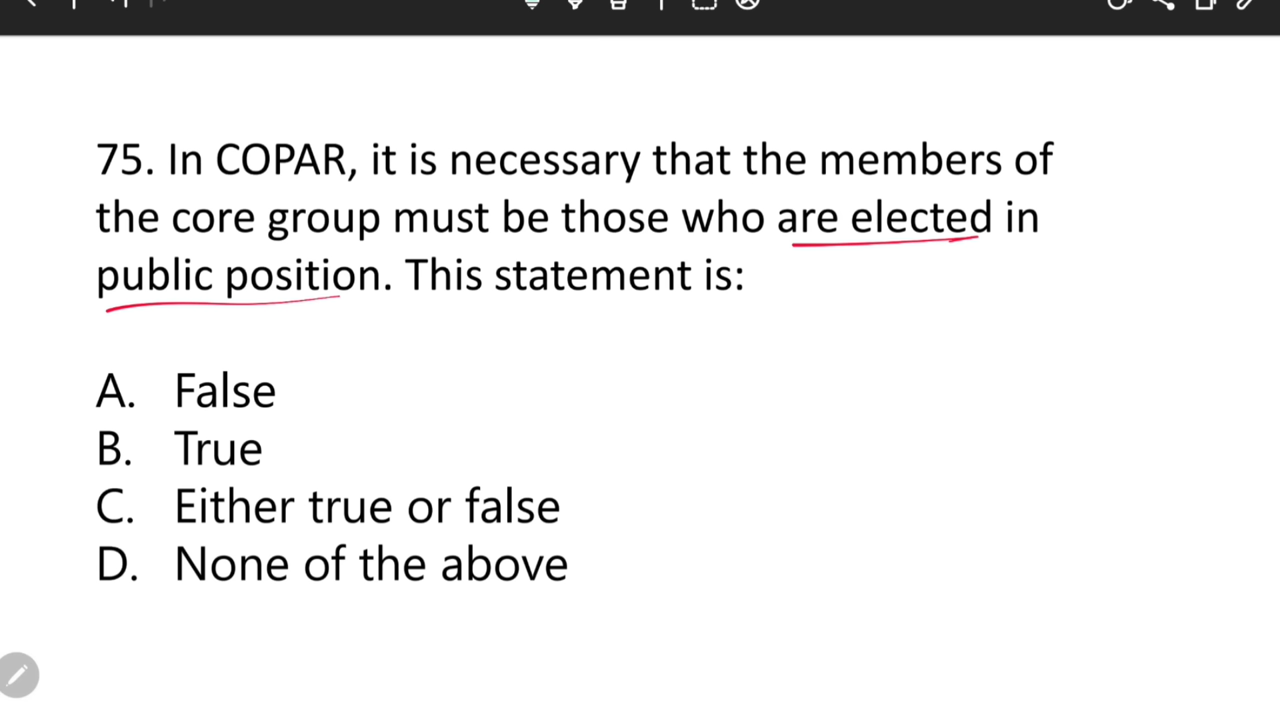 75. In COPAR, it is necessary that the members of
the core group must be those who are elected in
public position. This statement is:
A. False
B. True
C. Either true or false
D. None of the above